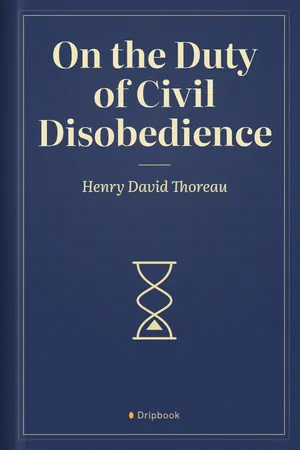 On the Duty
of Civil
Disobedience
Henry David Thoreau
Dripbook